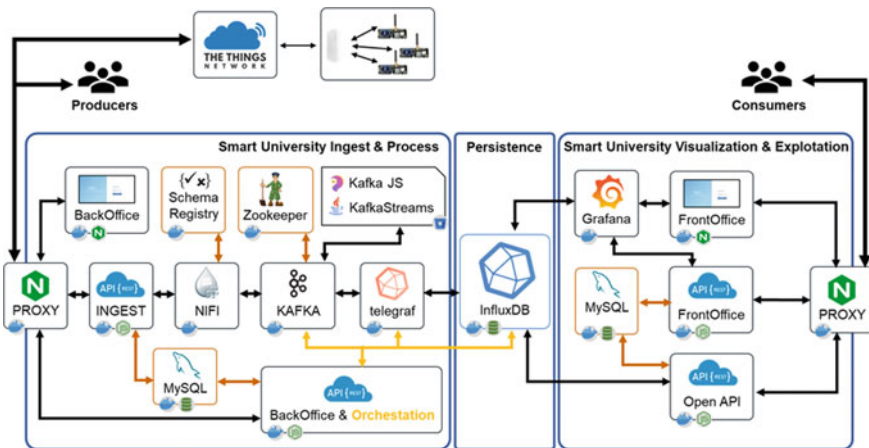 THE THINGS
NETWORK
Producers
Consumers
Smart University Ingest & Process
Persistence
Smart University Visualization & Explotation
BackOffice
{✓×}
Schema
Registry
Zookeeper
Kafka JS
KafkaStreams
Grafana
FrontOffice
N
PROXY
API {REST}
INGEST
NIFI
KAFKA
telegraf
InfluxDB
MySQL
API {REST}
FrontOffice
N
PROXY
MySQL
API {REST}
BackOffice & Orchestation
API {REST}
Open API